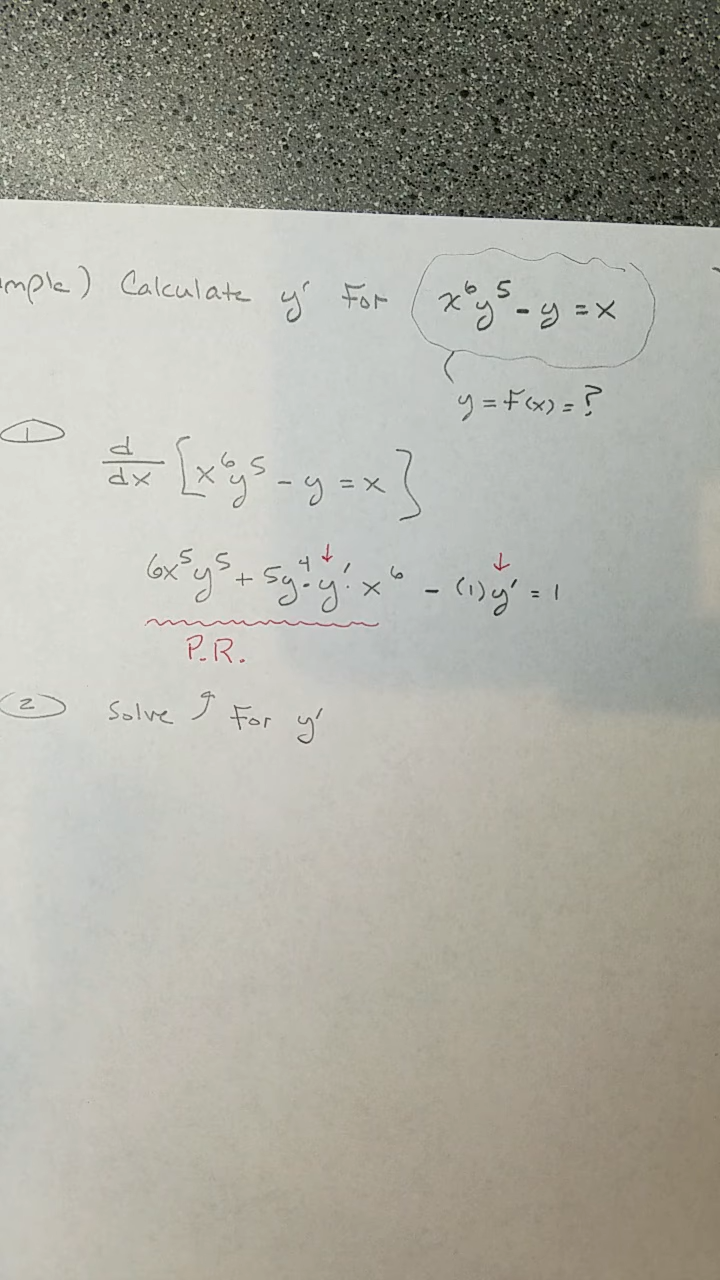 mple) Calculate y' For x⁶y⁵ - y = x
y = F(x) = ?
1 d/dx [x⁶y⁵ - y = x]
6x⁵y⁵ + 5y⁴·y'·x⁶ - (1)y' = 1
P.R.
2 Solve ↑ For y'